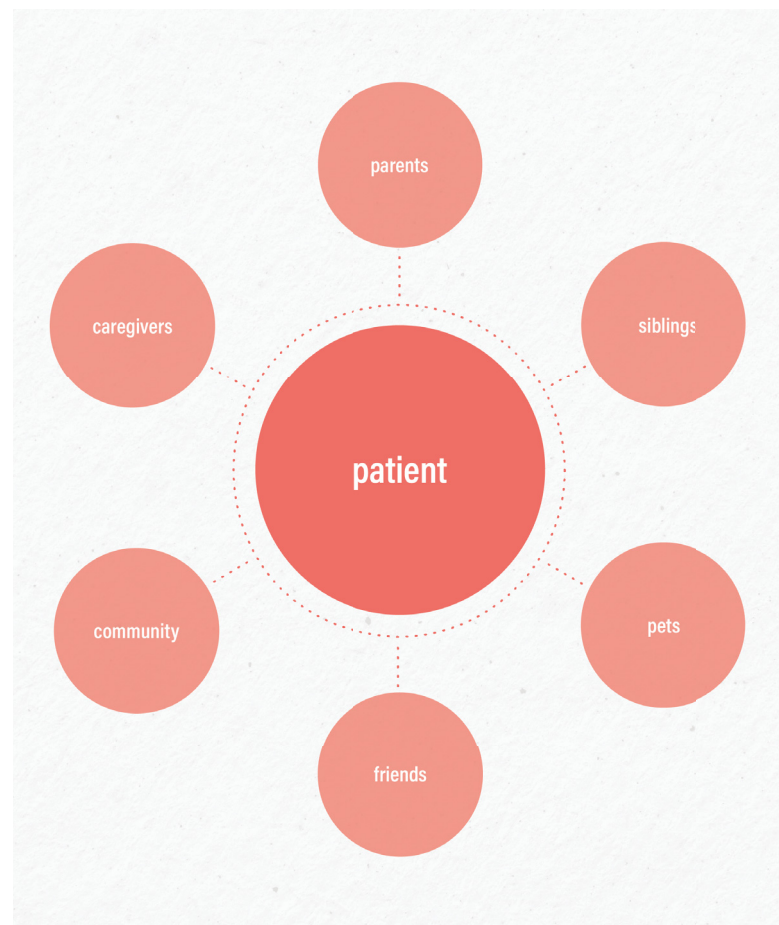 parents
caregivers
siblings
patient
community
pets
friends